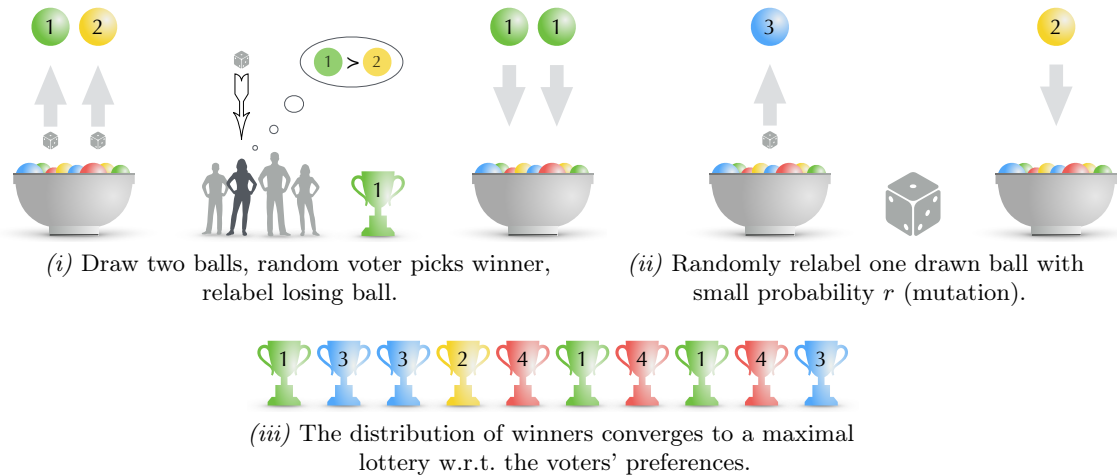 1 2
1 > 2
1
1 1
3
2
(i) Draw two balls, random voter picks winner,
relabel losing ball.
(ii) Randomly relabel one drawn ball with
small probability r (mutation).
1 3 3 2 4 1 4 1 4 3
(iii) The distribution of winners converges to a maximal
lottery w.r.t. the voters’ preferences.